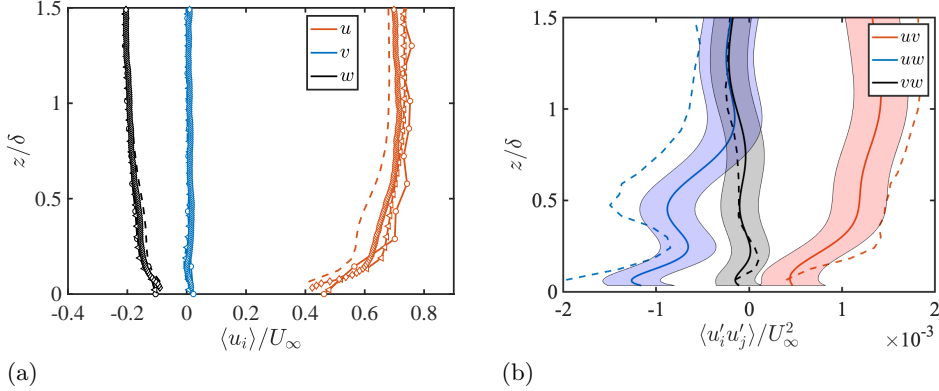 1.5
1
0.5
0
z/δ
-0.4
-0.2
0
0.2
0.4
0.6
0.8
⟨u_i⟩/U_∞
u
v
w
(a)
1.5
1
0.5
0
z/δ
-2
-1
0
1
2
×10⁻³
⟨u′_i u′_j⟩/U²_∞
uv
uw
vw
(b)